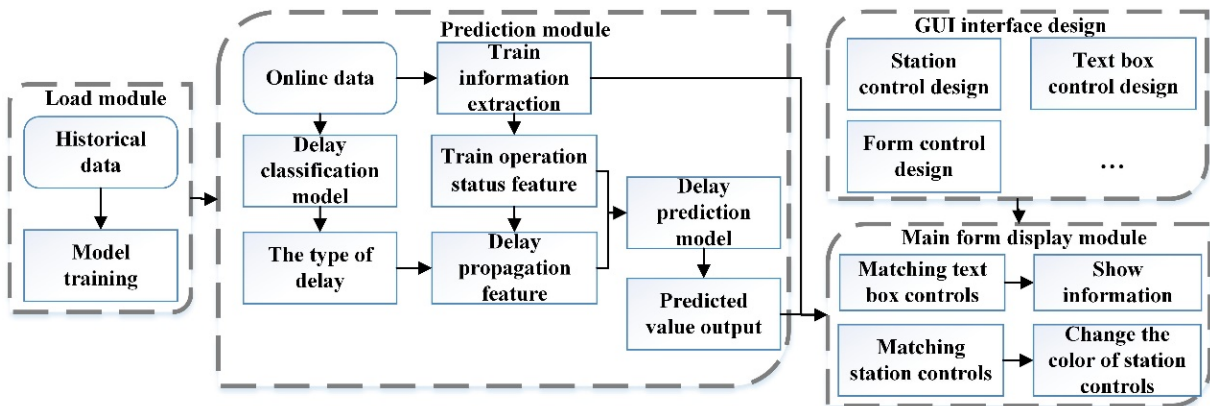 Load module
Historical
data
Model
training
Prediction module
Online data
Train
information
extraction
Delay
classification
model
Train operation
status feature
The type of
delay
Delay
propagation
feature
Delay
prediction
model
Predicted
value output
GUI interface design
Station
control design
Text box
control design
Form control
design
...
Main form display module
Matching text
box controls
Show
information
Matching
station controls
Change the
color of station
controls